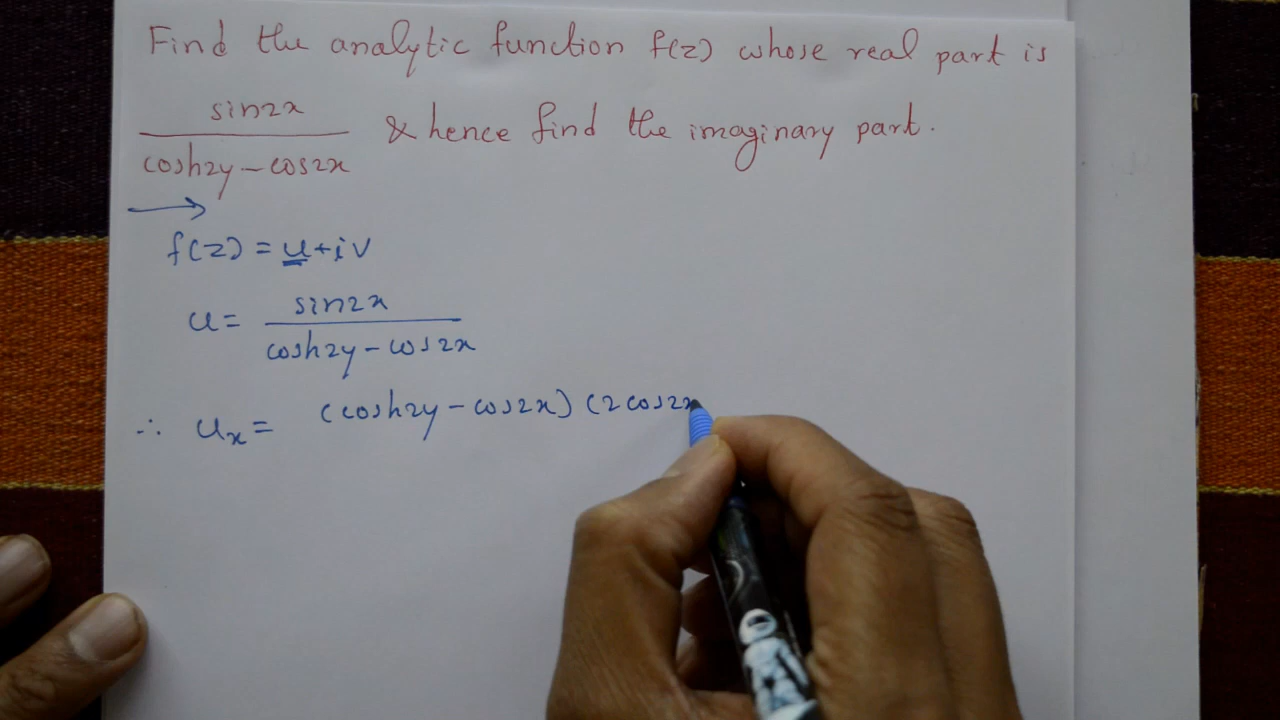 Find the analytic function f(z) whose real part is
sin2x / cosh2y - cos2x & hence find the imaginary part.
→
f(z) = u + iv
u = sin2x / cosh2y - cos2x
∴ uₓ = (cosh2y - cos2x) (2cos2x